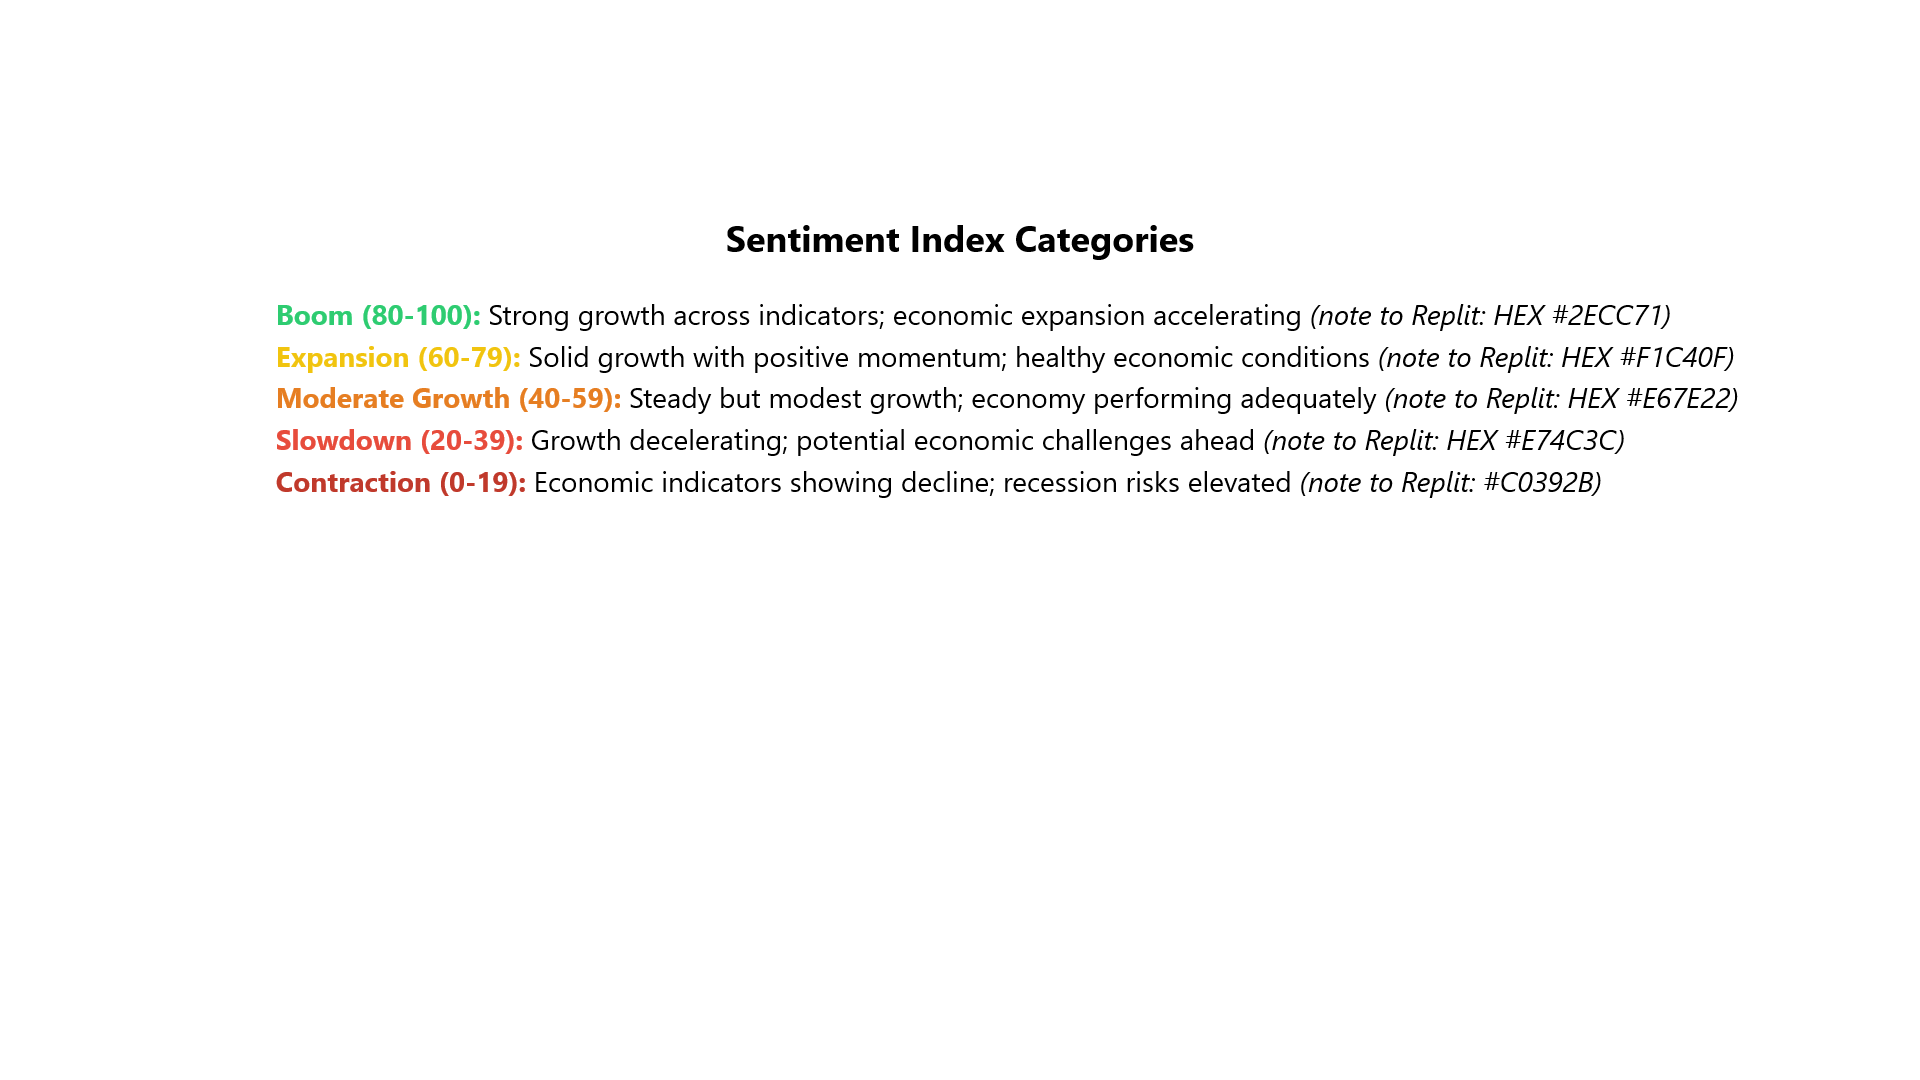 Sentiment Index Categories
Boom (80-100): Strong growth across indicators; economic expansion accelerating (note to Replit: HEX #2ECC71)
Expansion (60-79): Solid growth with positive momentum; healthy economic conditions (note to Replit: HEX #F1C40F)
Moderate Growth (40-59): Steady but modest growth; economy performing adequately (note to Replit: HEX #E67E22)
Slowdown (20-39): Growth decelerating; potential economic challenges ahead (note to Replit: HEX #E74C3C)
Contraction (0-19): Economic indicators showing decline; recession risks elevated (note to Replit: #C0392B)